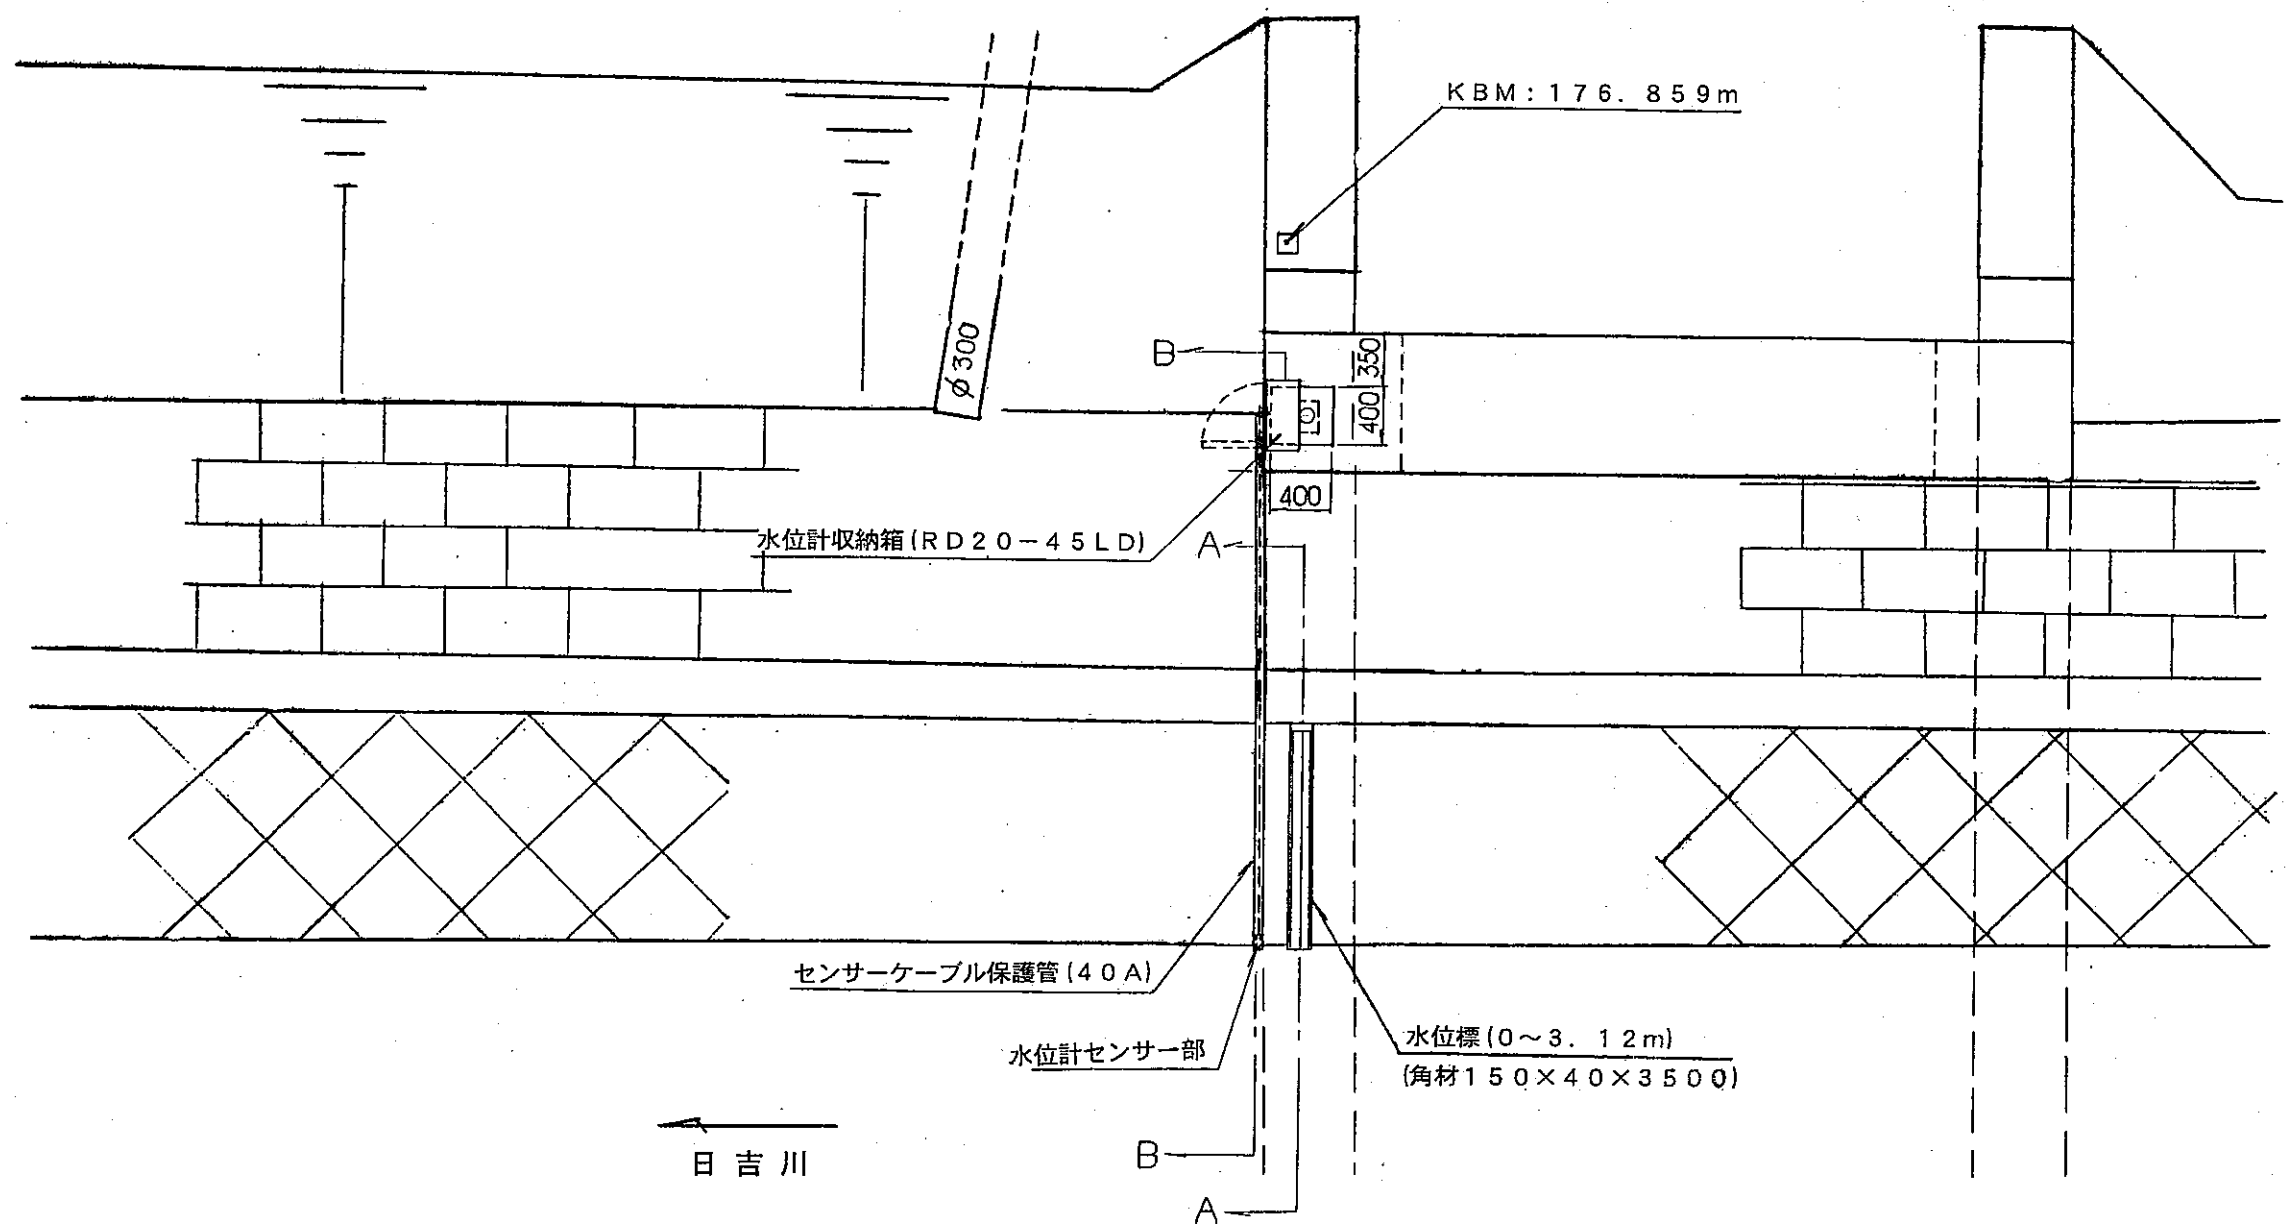 KBM:176.859m
φ300
B
350
400
400
水位計収納箱(RD20-45LD)
A
センサーケーブル保護管(40A)
水位計センサー部
水位標(0～3.12m)
(角材150×40×3500)
日吉川
B
A